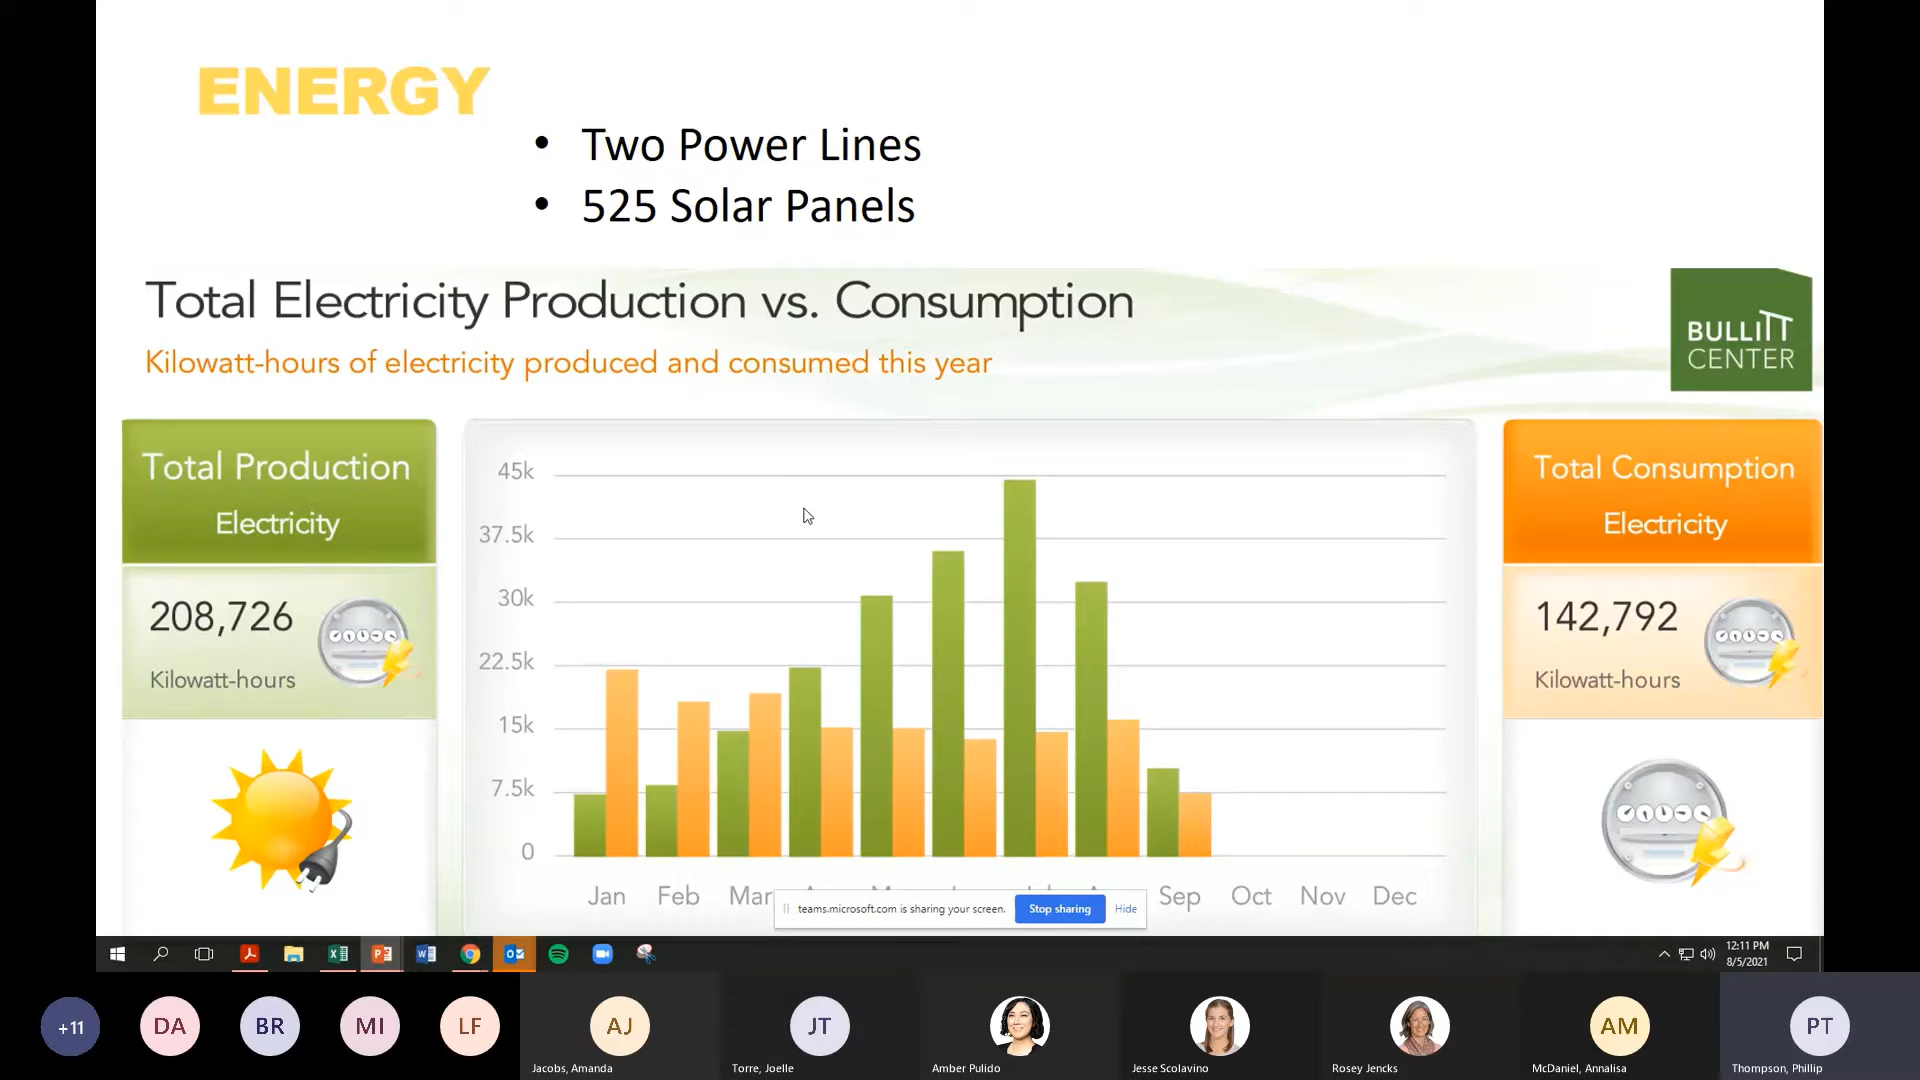 ENERGY
• Two Power Lines
• 525 Solar Panels
Total Electricity Production vs. Consumption
Kilowatt-hours of electricity produced and consumed this year
BULLITT
CENTER
Total Production
Electricity
208,726
Kilowatt-hours
45k
37.5k
30k
22.5k
15k
7.5k
0
Jan Feb Mar Sep Oct Nov Dec
Total Consumption
Electricity
142,792
Kilowatt-hours
teams.microsoft.com is sharing your screen. Stop sharing Hide
12:11 PM
8/5/2021
+11 DA BR MI LF AJ JT AM PT
Jacobs, Amanda Torre, Joelle Amber Pulido Jesse Scolavino Rosey Jencks McDaniel, Annalisa Thompson, Phillip